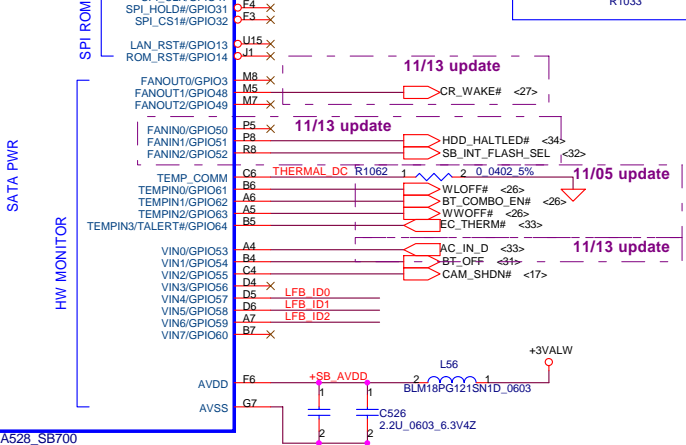 SPI_HOLD#/GPIO31 E4
SPI_CS1#/GPIO32 F3
R1033
SPI ROM
LAN_RST#/GPIO13 U15
ROM_RST#/GPIO14 J1
11/13 update
FANOUT0/GPIO3 M8
FANOUT1/GPIO48 M5 CR_WAKE# <27>
FANOUT2/GPIO49 M7
11/13 update
FANIN0/GPIO50 P5
FANIN1/GPIO51 P8 HDD_HALTLED# <34>
FANIN2/GPIO52 R8 SB_INT_FLASH_SEL <32>
TEMP_COMM C6 THERMAL_DC R1062 1 2 0_0402_5% 11/05 update
TEMPIN0/GPIO61 B6 WLOFF# <26>
TEMPIN1/GPIO62 A6 BT_COMBO_EN# <26>
TEMPIN2/GPIO63 A5 WWOFF# <26>
TEMPIN3/TALERT#/GPIO64 B5 EC_THERM# <33>
SATA PWR
HW MONITOR
VIN0/GPIO53 A4 AC_IN_D <33> 11/13 update
VIN1/GPIO54 B4 BT_OFF <31>
VIN2/GPIO55 C4 CAM_SHDN# <17>
VIN3/GPIO56 D4
VIN4/GPIO57 D5 LFB_ID0
VIN5/GPIO58 D6 LFB_ID1
VIN6/GPIO59 A7 LFB_ID2
VIN7/GPIO60 B7
+3VALW
L56
AVDD F6 +SB_AVDD 2 1
BLM18PG121SN1D_0603
AVSS G7 1 1
C526
2.2U_0603_6.3V4Z
2 2
A528_SB700